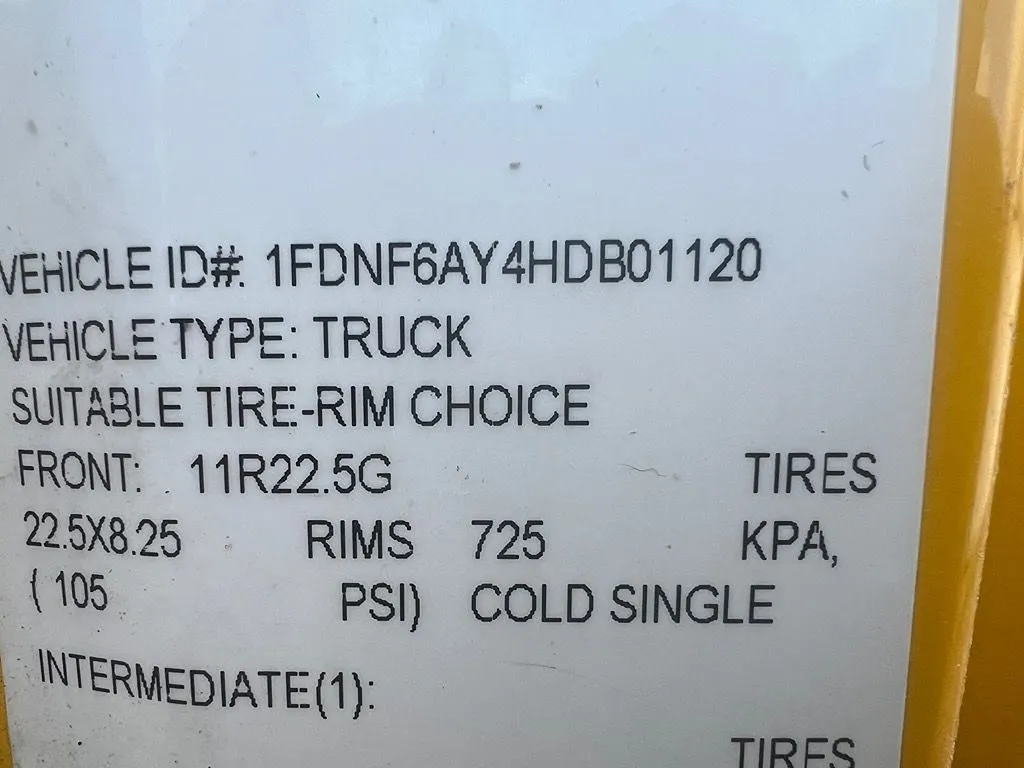 VEHICLE ID#: 1FDNF6AY4HDB01120
VEHICLE TYPE: TRUCK
SUITABLE TIRE-RIM CHOICE
FRONT: 11R22.5G TIRES
22.5X8.25 RIMS 725 KPA,
( 105 PSI) COLD SINGLE
INTERMEDIATE(1):
TIRES